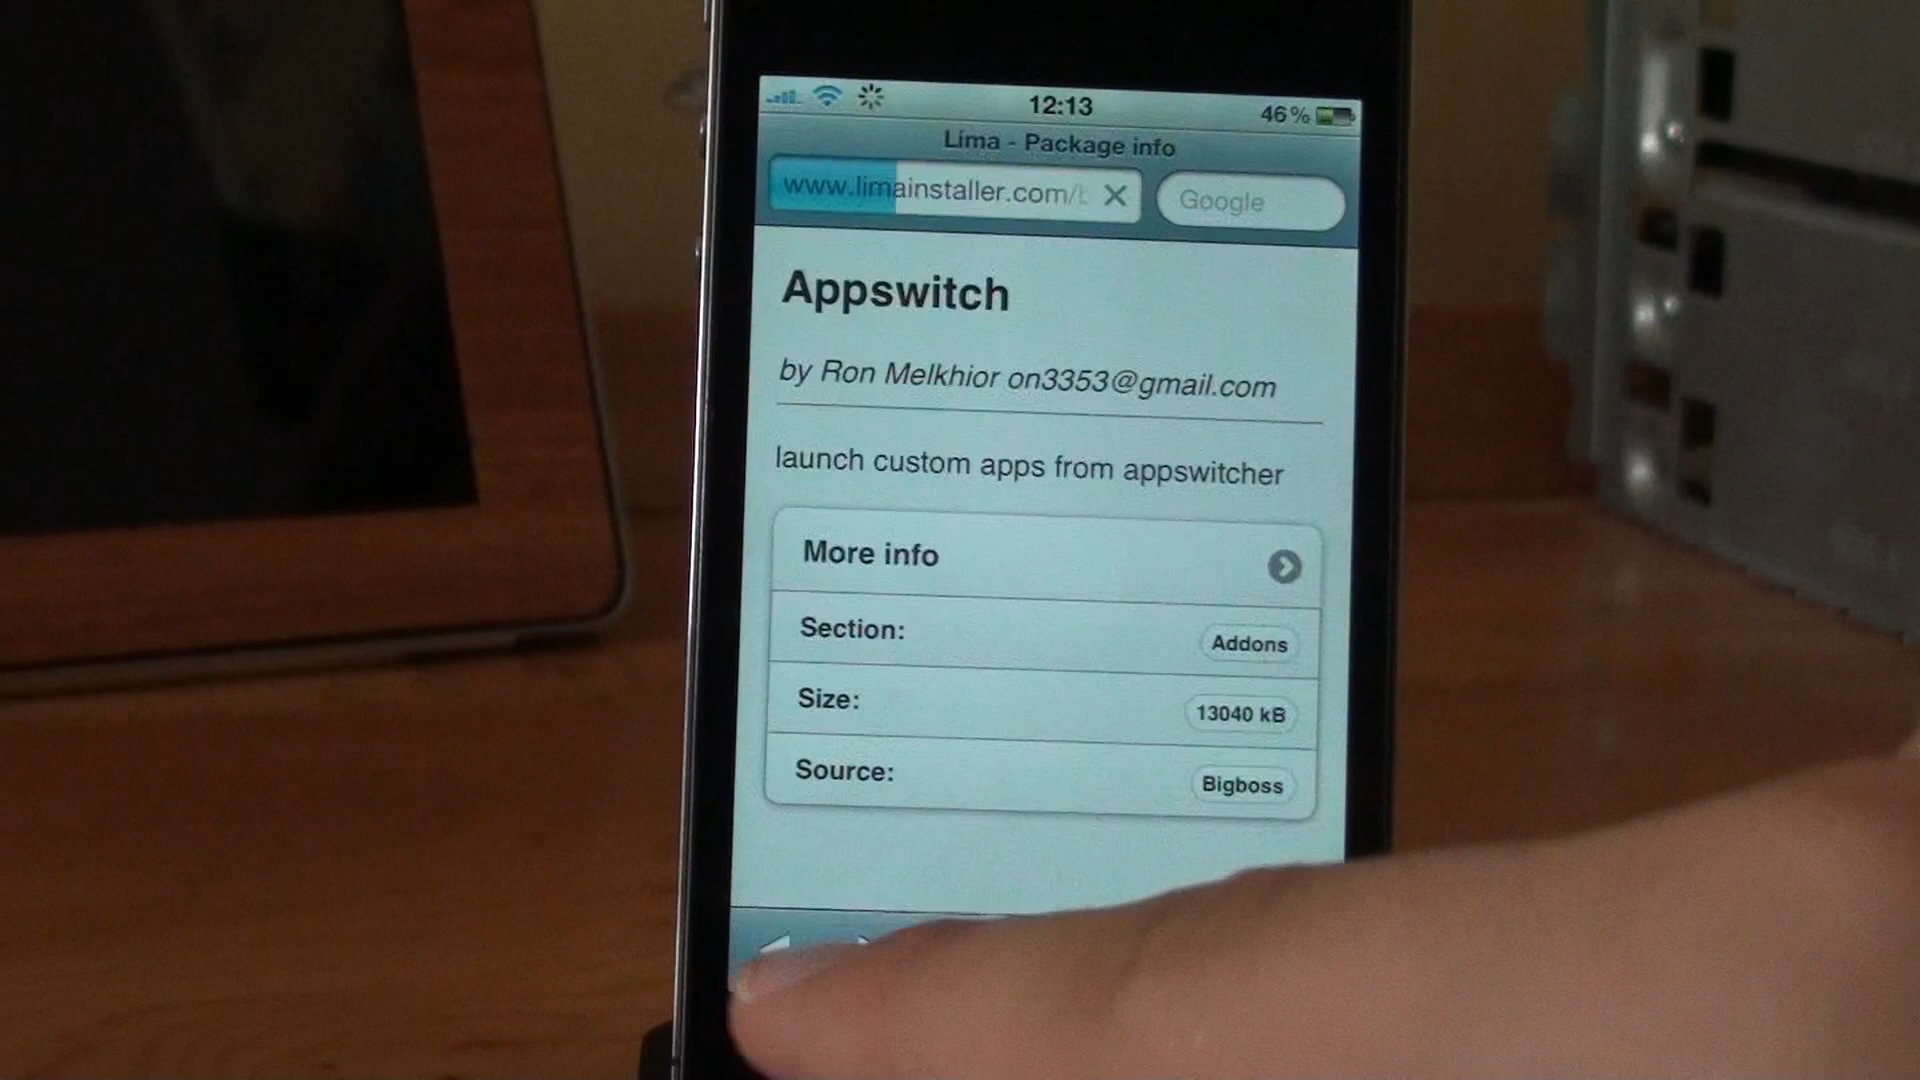 12:13
46%
Lima - Package info
www.limainstaller.com/
Google
Appswitch
by Ron Melkhior on3353@gmail.com
launch custom apps from appswitcher
More info
Section:
Addons
Size:
13040 kB
Source:
Bigboss